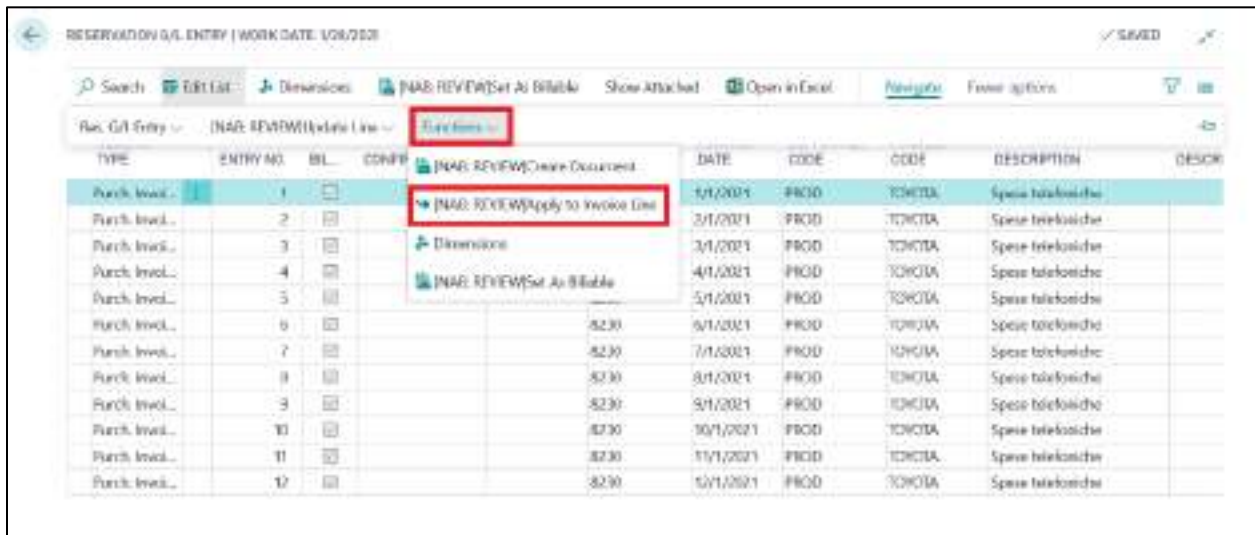 RESERVATION G/L ENTRY | WORK DATE: 1/28/2021 ✓ SAVED
Search Edit List Dimensions [NAB: REVIEW]Set As Billable Show Attached Open in Excel Navigate Fewer options
Res. G/l Entry [NAB: REVIEW]Update Line Functions
TYPE ENTRY NO. BIL... DATE CODE CODE DESCRIPTION
[NAB: REVIEW]Create Document
Purch. Invoi... 1 1/1/2021 PROD TOYOTA Spese telefoniche
[NAB: REVIEW]Apply to Invoice Line
Purch. Invoi... 2 2/1/2021 PROD TOYOTA Spese telefoniche
Purch. Invoi... 3 3/1/2021 PROD TOYOTA Spese telefoniche
Dimensions
Purch. Invoi... 4 4/1/2021 PROD TOYOTA Spese telefoniche
[NAB: REVIEW]Set As Billable
Purch. Invoi... 5 5/1/2021 PROD TOYOTA Spese telefoniche
Purch. Invoi... 6 8230 6/1/2021 PROD TOYOTA Spese telefoniche
Purch. Invoi... 7 8230 7/1/2021 PROD TOYOTA Spese telefoniche
Purch. Invoi... 8 8230 8/1/2021 PROD TOYOTA Spese telefoniche
Purch. Invoi... 9 8230 9/1/2021 PROD TOYOTA Spese telefoniche
Purch. Invoi... 10 8230 10/1/2021 PROD TOYOTA Spese telefoniche
Purch. Invoi... 11 8230 11/1/2021 PROD TOYOTA Spese telefoniche
Purch. Invoi... 12 8230 12/1/2021 PROD TOYOTA Spese telefoniche